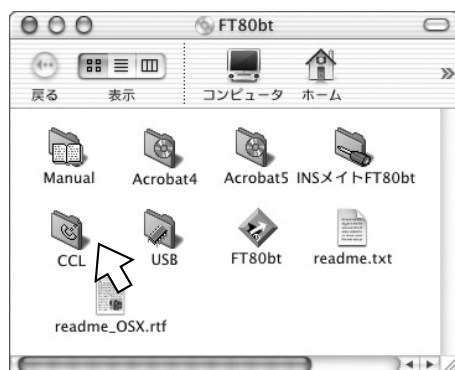 FT80bt
戻る 表示 コンピュータ ホーム
Manual Acrobat4 Acrobat5 INSメイトFT80bt
CCL USB FT80bt readme.txt
readme_OSX.rtf